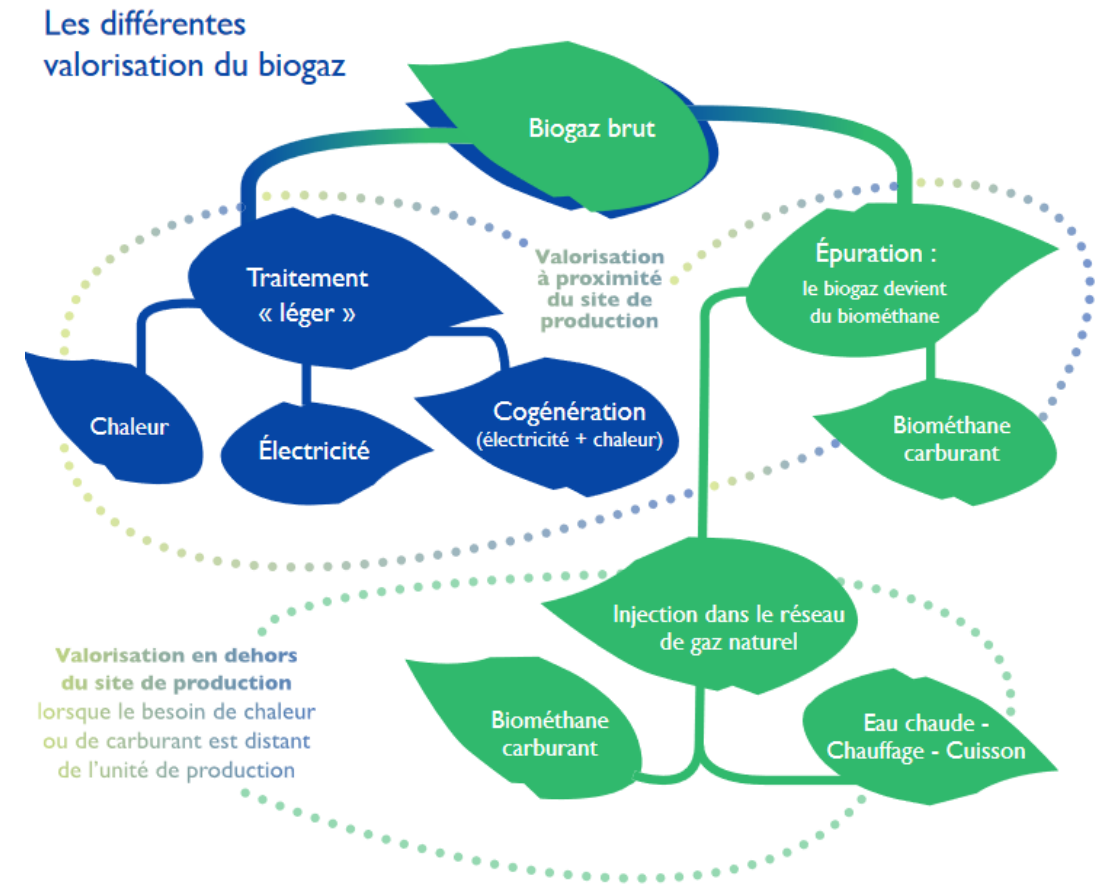 Les différentes
valorisation du biogaz
Biogaz brut
Traitement
« léger »
Valorisation
à proximité
du site de
production
Épuration :
le biogaz devient
du biométhane
Chaleur
Électricité
Cogénération
(électricité + chaleur)
Biométhane
carburant
Injection dans le réseau
de gaz naturel
Valorisation en dehors
du site de production
lorsque le besoin de chaleur
ou de carburant est distant
de l'unité de production
Biométhane
carburant
Eau chaude -
Chauffage - Cuisson